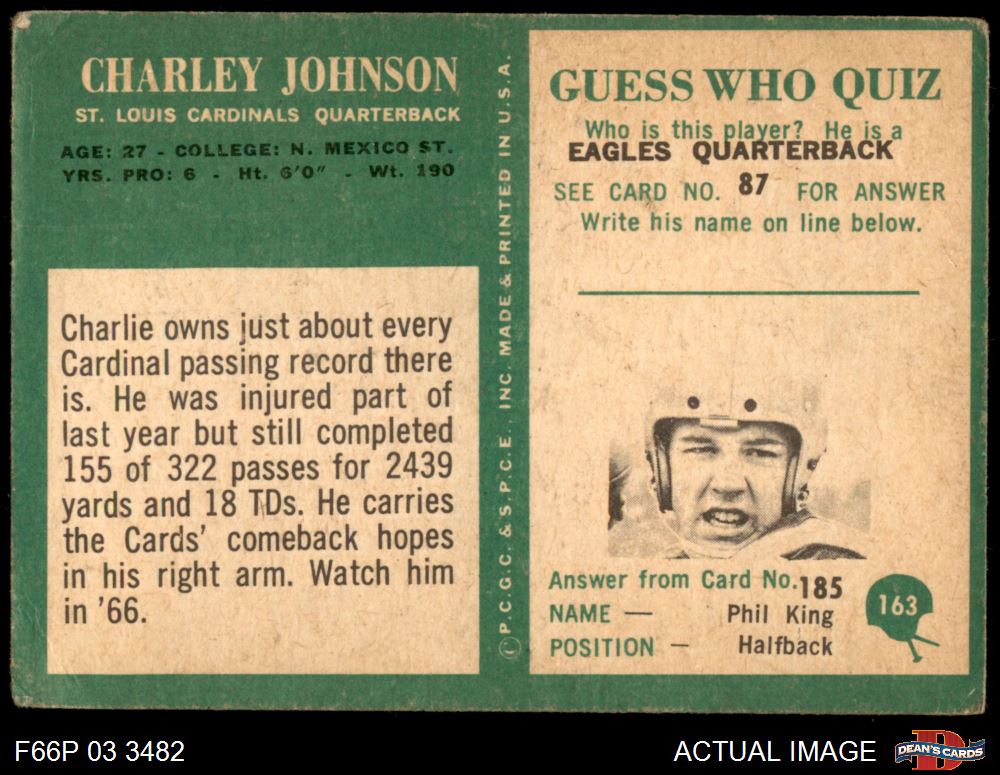 CHARLEY JOHNSON
ST. LOUIS CARDINALS QUARTERBACK
AGE: 27 - COLLEGE: N. MEXICO ST.
YRS. PRO: 6 - Ht. 6'0" - Wt. 190
Charlie owns just about every
Cardinal passing record there
is. He was injured part of
last year but still completed
155 of 322 passes for 2439
yards and 18 TDs. He carries
the Cards' comeback hopes
in his right arm. Watch him
in '66.
© P.C.G.C. & S.P.C.E., INC. MADE & PRINTED IN U.S.A.
GUESS WHO QUIZ
Who is this player? He is a
EAGLES QUARTERBACK
SEE CARD NO. 87 FOR ANSWER
Write his name on line below.
Answer from Card No. 185
NAME — Phil King
POSITION — Halfback
163
F66P 03 3482
ACTUAL IMAGE
D
DEAN'S CARDS